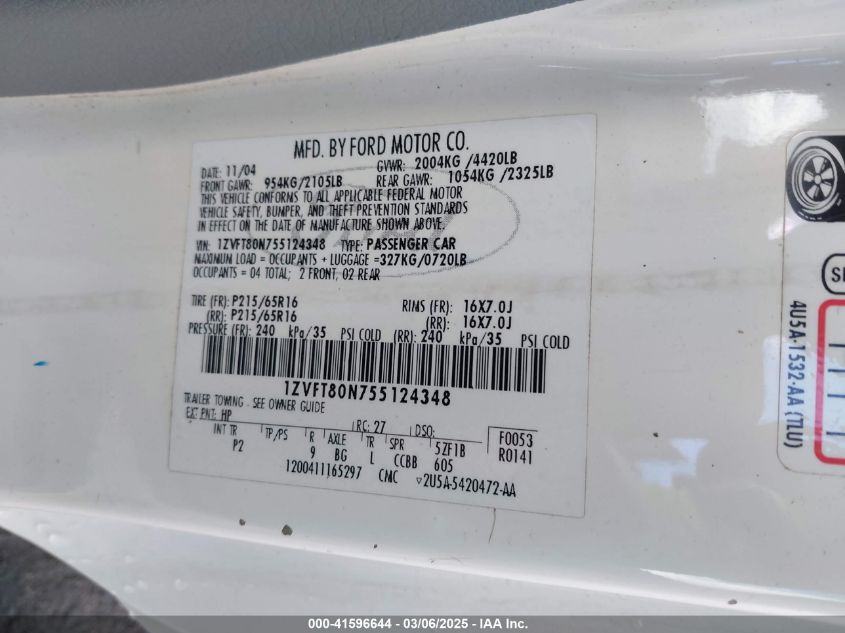 MFD. BY FORD MOTOR CO.
DATE: 11/04 GVWR: 2004KG /4420LB
FRONT GAWR: 954KG/2105LB REAR GAWR: 1054KG /2325LB
THIS VEHICLE CONFORMS TO ALL APPLICABLE FEDERAL MOTOR
VEHICLE SAFETY, BUMPER, AND THEFT PREVENTION STANDARDS
IN EFFECT ON THE DATE OF MANUFACTURE SHOWN ABOVE.
VIN: 1ZVFT80N755124348 TYPE: PASSENGER CAR
MAXIMUM LOAD = OCCUPANTS + LUGGAGE =327KG/0720LB
OCCUPANTS = 04 TOTAL; 2 FRONT, 02 REAR
TIRE (FR): P215/65R16 RIMS (FR): 16X7.0J
(RR): P215/65R16 (RR): 16X7.0J
PRESSURE (FR): 240 kPa/35 PSI COLD (RR): 240 kPa/35 PSI COLD
1ZVFT80N755124348
TRAILER TOWING - SEE OWNER GUIDE
EXT PNT: HP RC: 27 DSO: F0053
INT TR TP/PS R AXLE TR SPR 5ZF1B R0141
P2 9 BG L CCBB 605
1200411165297 CMC ▽2U5A-5420472-AA
4U5A-1532-AA (TLU)
000-41596644 - 03/06/2025 - IAA Inc.